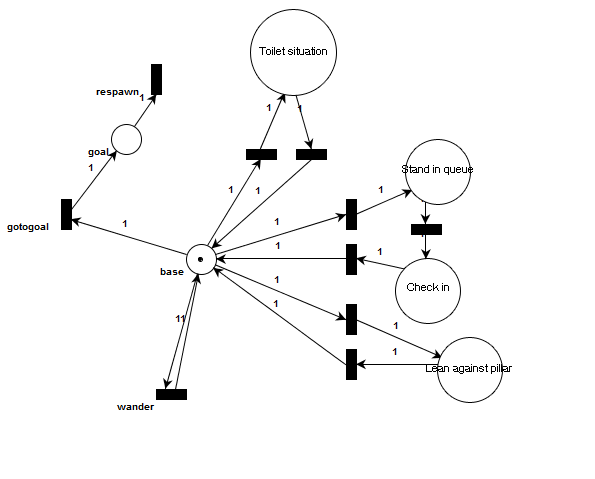 Toilet situation
respawn
1
1
1
goal
1
Stand in queue
1
1
1
1
gotogoal
1
1
1
1
base
Check in
1
1
11
1
1
Lean against pillar
wander